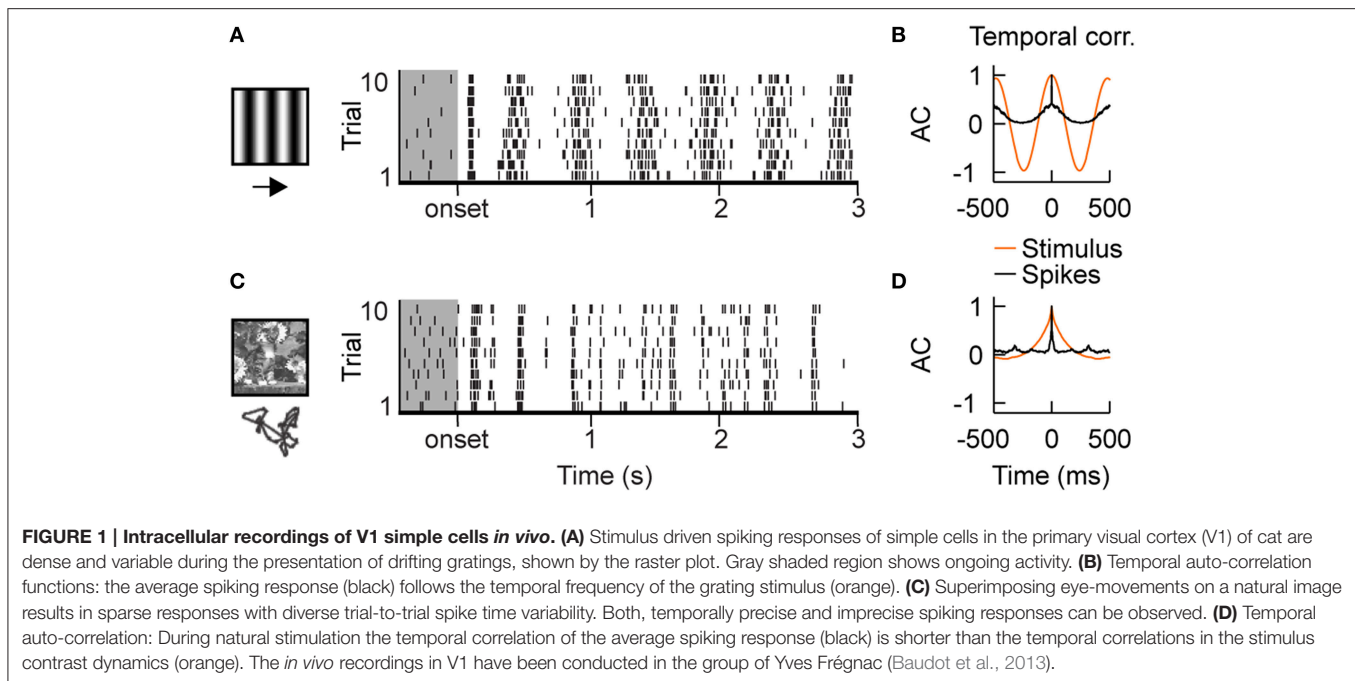 A
B
Temporal corr.
Trial
10
1
onset
1
2
3
AC
1
0
-1
-500
0
500
Stimulus
Spikes
C
D
Trial
10
1
onset
1
2
3
Time (s)
AC
1
0
-1
-500
0
500
Time (ms)
FIGURE 1 | Intracellular recordings of V1 simple cells in vivo. (A) Stimulus driven spiking responses of simple cells in the primary visual cortex (V1) of cat are
dense and variable during the presentation of drifting gratings, shown by the raster plot. Gray shaded region shows ongoing activity. (B) Temporal auto-correlation
functions: the average spiking response (black) follows the temporal frequency of the grating stimulus (orange). (C) Superimposing eye-movements on a natural image
results in sparse responses with diverse trial-to-trial spike time variability. Both, temporally precise and imprecise spiking responses can be observed. (D) Temporal
auto-correlation: During natural stimulation the temporal correlation of the average spiking response (black) is shorter than the temporal correlations in the stimulus
contrast dynamics (orange). The in vivo recordings in V1 have been conducted in the group of Yves Frégnac (Baudot et al., 2013).